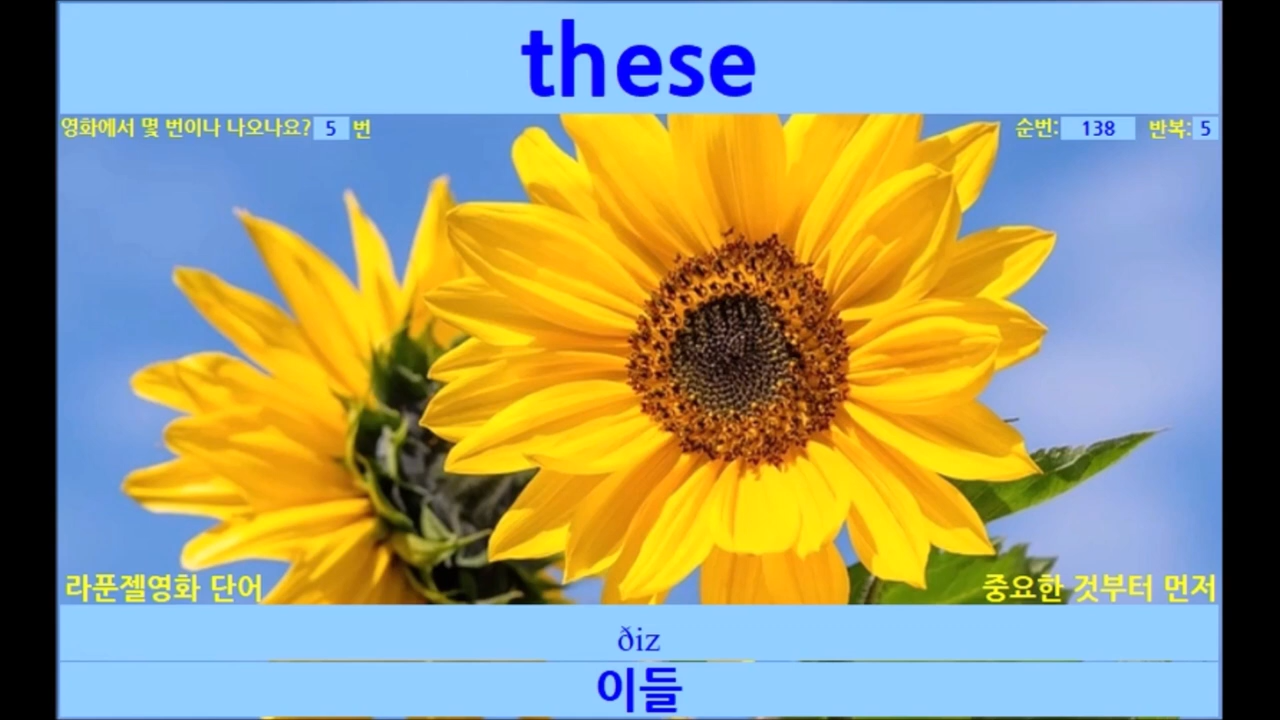 these
영화에서 몇 번이나 나오나요? 5 번 순번: 138 반복: 5
라푼젤영화 단어 중요한 것부터 먼저
ðiz
이들